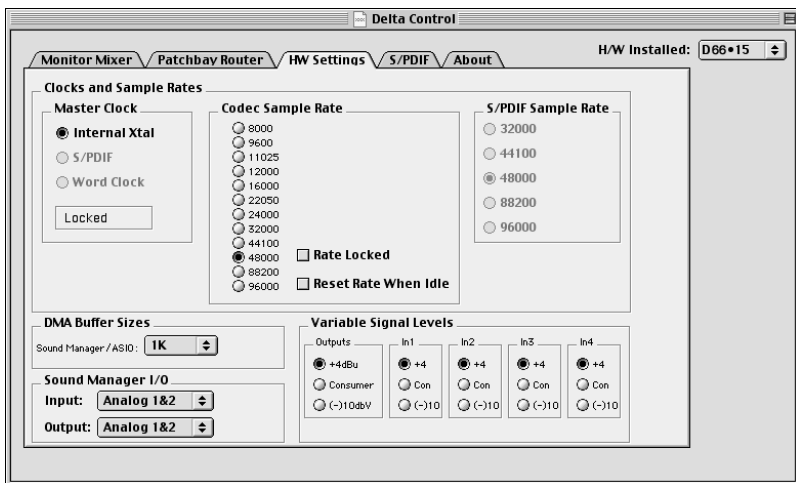 Delta Control
H/W Installed: D66•15
Monitor Mixer
Patchbay Router
HW Settings
S/PDIF
About
Clocks and Sample Rates
Master Clock
Internal Xtal
S/PDIF
Word Clock
Locked
Codec Sample Rate
8000
9600
11025
12000
16000
22050
24000
32000
44100
48000
88200
96000
Rate Locked
Reset Rate When Idle
S/PDIF Sample Rate
32000
44100
48000
88200
96000
DMA Buffer Sizes
Sound Manager/ASIO: 1K
Sound Manager I/O
Input: Analog 1&2
Output: Analog 1&2
Variable Signal Levels
Outputs
+4dBu
Consumer
(-)10dbV
In1
+4
Con
(-)10
In2
+4
Con
(-)10
In3
+4
Con
(-)10
In4
+4
Con
(-)10